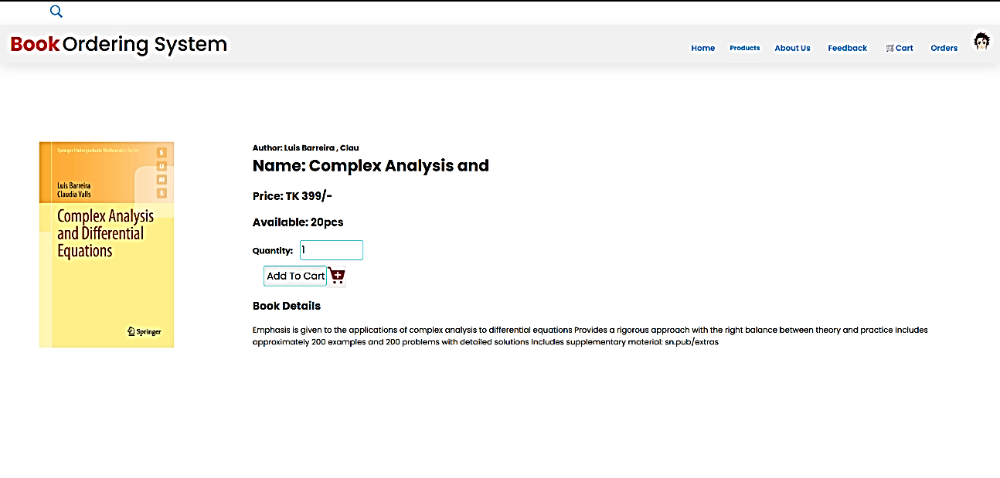 Book Ordering System
Home Products About Us Feedback Cart Orders
Springer Undergraduate Mathematics Series
S
U
M
S
Luis Barreira
Claudia Valls
Complex Analysis
and Differential
Equations
Springer
Author: Luis Barreira , Clau
Name: Complex Analysis and
Price: TK 399/-
Available: 20pcs
Quantity: 1
Add To Cart
Book Details
Emphasis is given to the applications of complex analysis to differential equations Provides a rigorous approach with the right balance between theory and practice Includes
approximately 200 examples and 200 problems with detailed solutions Includes supplementary material: sn.pub/extras